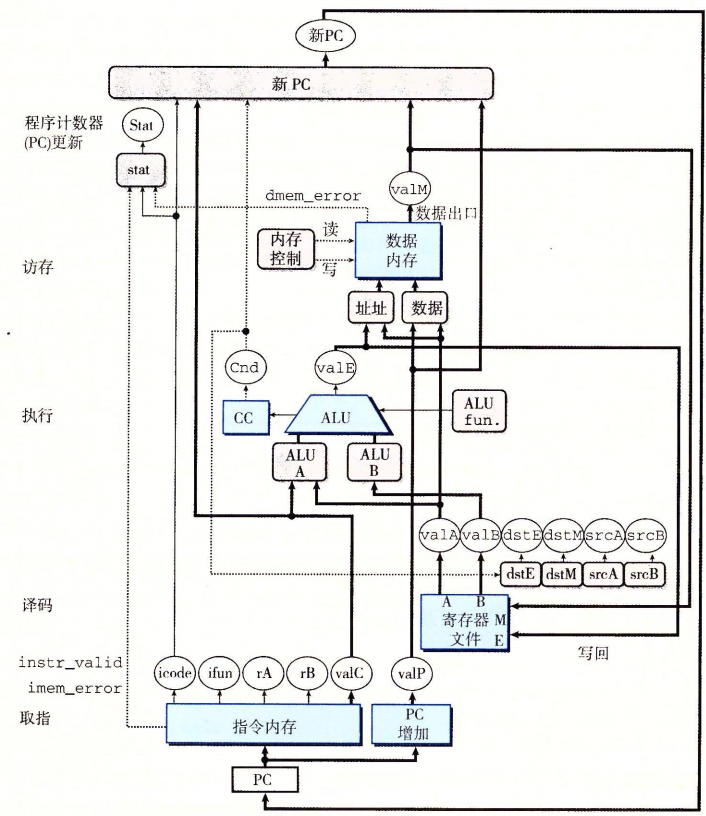 新PC
新 PC
程序计数器
(PC)更新
Stat
stat
dmem_error
valM
数据出口
内存
控制
读
写
数据
内存
访存
址址
数据
Cnd
valE
执行
CC
ALU
ALU
fun.
ALU
A
ALU
B
valA
valB
dstE
dstM
srcA
srcB
dstE
dstM
srcA
srcB
译码
A
B
寄存器
文件
M
E
写回
instr_valid
imem_error
icode
ifun
rA
rB
valC
valP
取指
指令内存
PC
增加
PC